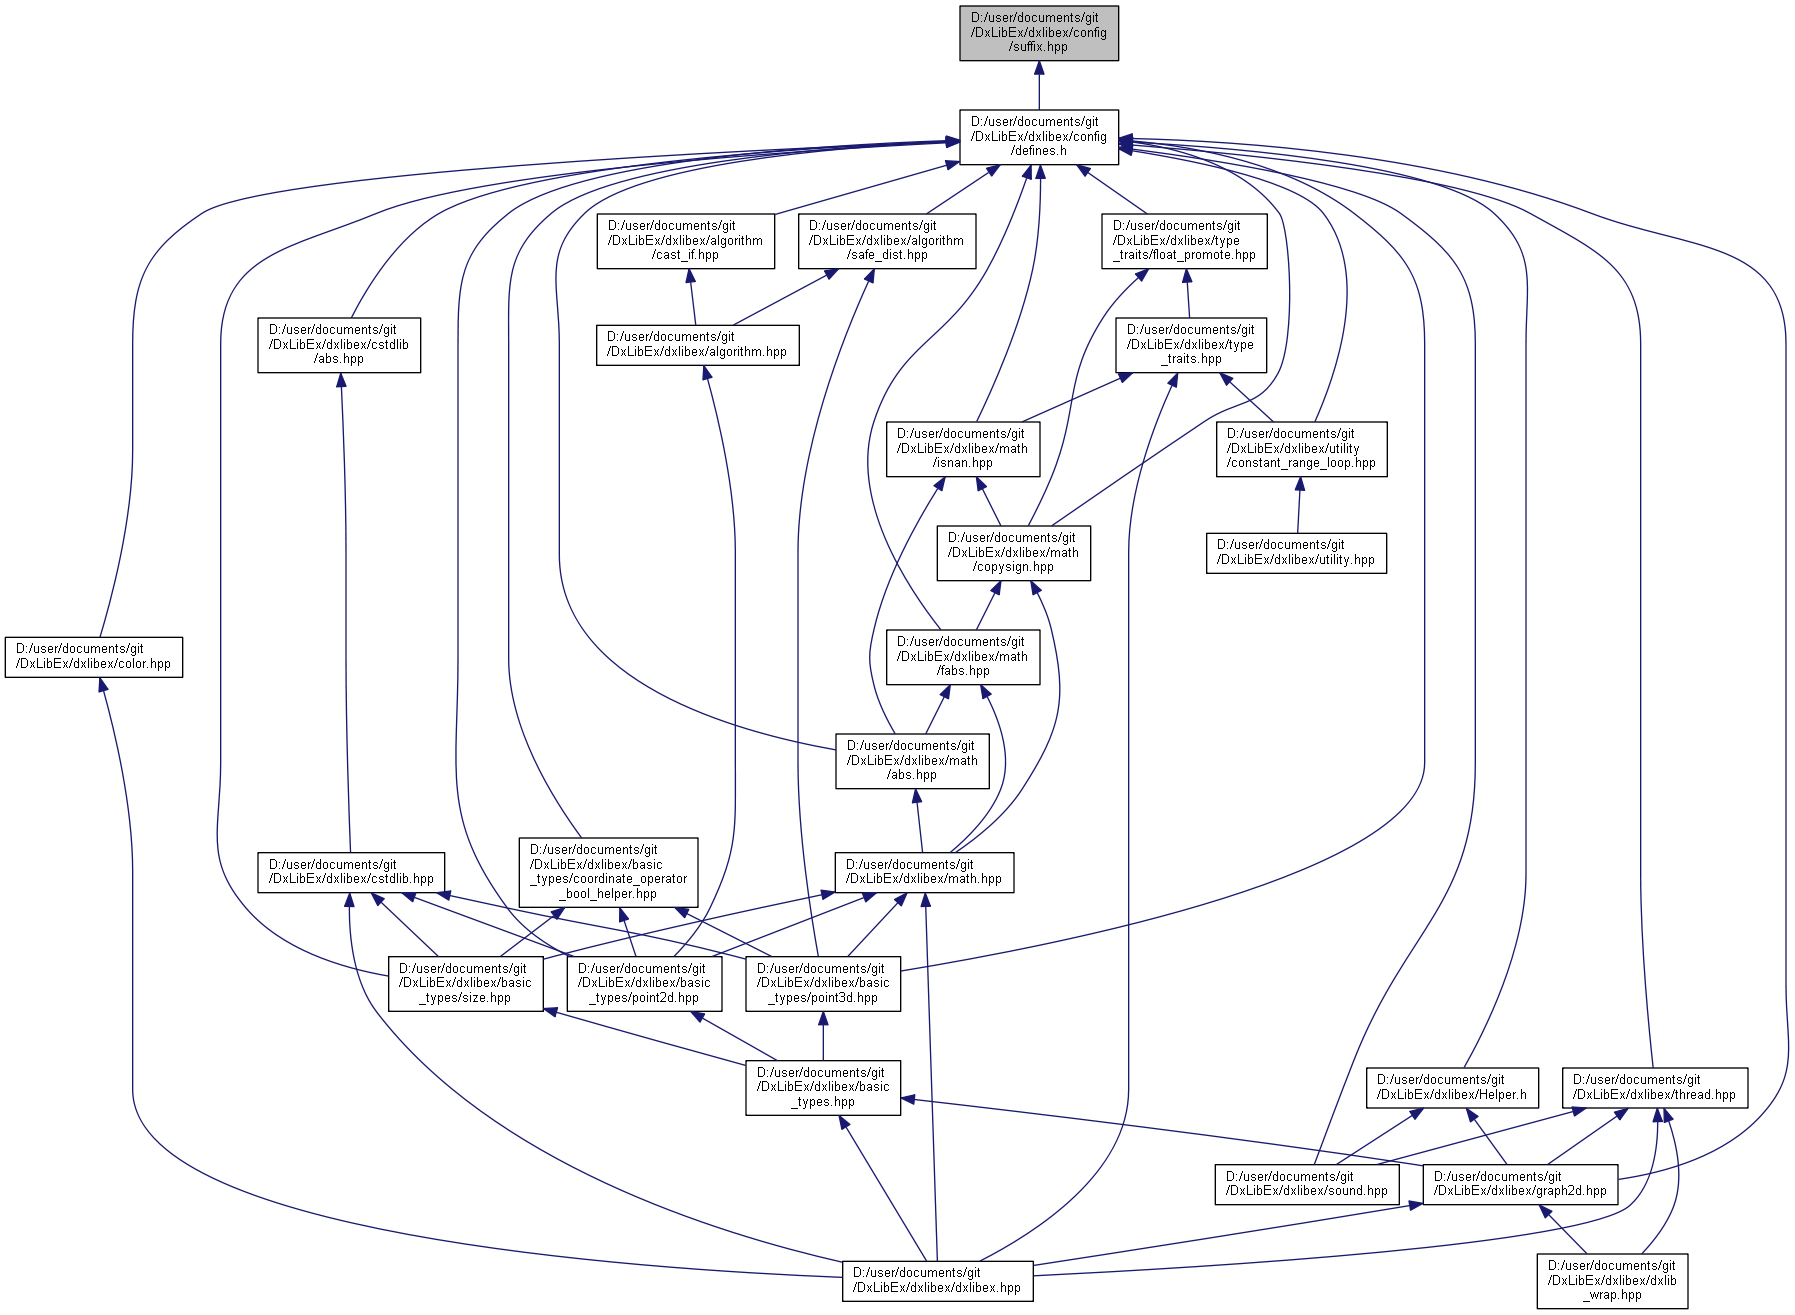 D:/user/documents/git
/DxLibEx/dxlibex/config
/suffix.hpp
D:/user/documents/git
/DxLibEx/dxlibex/config
/defines.h
D:/user/documents/git
/DxLibEx/dxlibex/algorithm
/cast_if.hpp
D:/user/documents/git
/DxLibEx/dxlibex/algorithm
/safe_dist.hpp
D:/user/documents/git
/DxLibEx/dxlibex/type
_traits/float_promote.hpp
D:/user/documents/git
/DxLibEx/dxlibex/cstdlib
/abs.hpp
D:/user/documents/git
/DxLibEx/dxlibex/algorithm.hpp
D:/user/documents/git
/DxLibEx/dxlibex/type
_traits.hpp
D:/user/documents/git
/DxLibEx/dxlibex/math
/isnan.hpp
D:/user/documents/git
/DxLibEx/dxlibex/utility
/constant_range_loop.hpp
D:/user/documents/git
/DxLibEx/dxlibex/math
/copysign.hpp
D:/user/documents/git
/DxLibEx/dxlibex/utility.hpp
D:/user/documents/git
/DxLibEx/dxlibex/color.hpp
D:/user/documents/git
/DxLibEx/dxlibex/math
/fabs.hpp
D:/user/documents/git
/DxLibEx/dxlibex/math
/abs.hpp
D:/user/documents/git
/DxLibEx/dxlibex/cstdlib.hpp
D:/user/documents/git
/DxLibEx/dxlibex/basic
_types/coordinate_operator
_bool_helper.hpp
D:/user/documents/git
/DxLibEx/dxlibex/math.hpp
D:/user/documents/git
/DxLibEx/dxlibex/basic
_types/size.hpp
D:/user/documents/git
/DxLibEx/dxlibex/basic
_types/point2d.hpp
D:/user/documents/git
/DxLibEx/dxlibex/basic
_types/point3d.hpp
D:/user/documents/git
/DxLibEx/dxlibex/basic
_types.hpp
D:/user/documents/git
/DxLibEx/dxlibex/Helper.h
D:/user/documents/git
/DxLibEx/dxlibex/thread.hpp
D:/user/documents/git
/DxLibEx/dxlibex/sound.hpp
D:/user/documents/git
/DxLibEx/dxlibex/graph2d.hpp
D:/user/documents/git
/DxLibEx/dxlibex/dxlibex.hpp
D:/user/documents/git
/DxLibEx/dxlibex/dxlib
_wrap.hpp